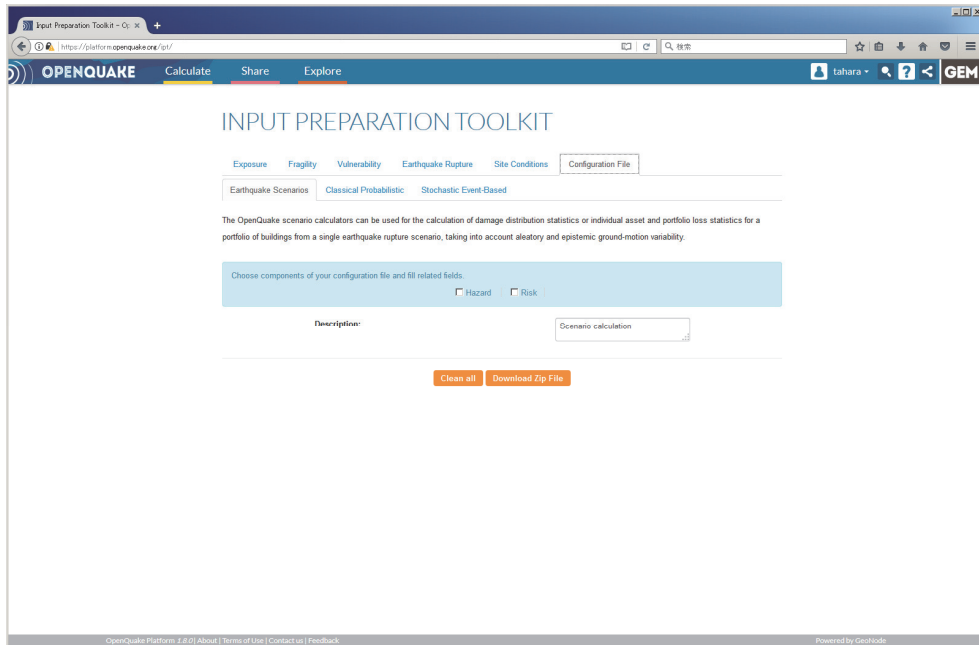 Input Preparation Toolkit - Op
https://platform.openquake.org/ipt/
検索
OPENQUAKE
Calculate
Share
Explore
tahara
?
GEM
INPUT PREPARATION TOOLKIT
Exposure
Fragility
Vulnerability
Earthquake Rupture
Site Conditions
Configuration File
Earthquake Scenarios
Classical Probabilistic
Stochastic Event-Based
The OpenQuake scenario calculators can be used for the calculation of damage distribution statistics or individual asset and portfolio loss statistics for a
portfolio of buildings from a single earthquake rupture scenario, taking into account aleatory and epistemic ground-motion variability.
Choose components of your configuration file and fill related fields.
Hazard
Risk
Description:
Scenario calculation
Clean all
Download Zip File
OpenQuake Platform 1.8.0 | About | Terms of Use | Contact us | Feedback
Powered by GeoNode